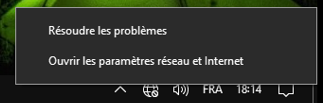 Résoudre les problèmes
Ouvrir les paramètres réseau et Internet
FRA 18:14